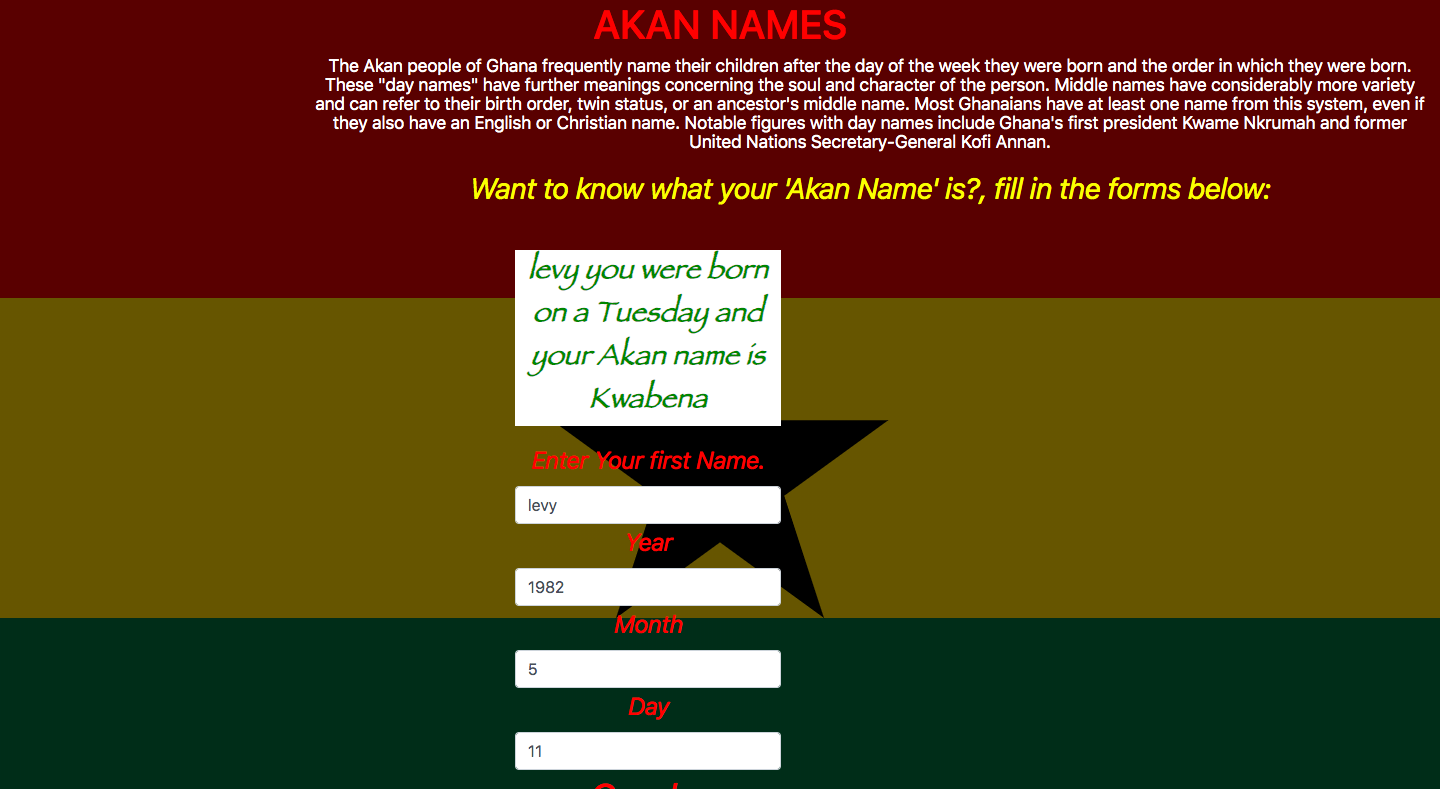 AKAN NAMES
The Akan people of Ghana frequently name their children after the day of the week they were born and the order in which they were born.
These "day names" have further meanings concerning the soul and character of the person. Middle names have considerably more variety
and can refer to their birth order, twin status, or an ancestor's middle name. Most Ghanaians have at least one name from this system, even if
they also have an English or Christian name. Notable figures with day names include Ghana's first president Kwame Nkrumah and former
United Nations Secretary-General Kofi Annan.
Want to know what your 'Akan Name' is?, fill in the forms below:
levy you were born
on a Tuesday and
your Akan name is
Kwabena
Enter Your first Name.
levy
Year
1982
Month
5
Day
11